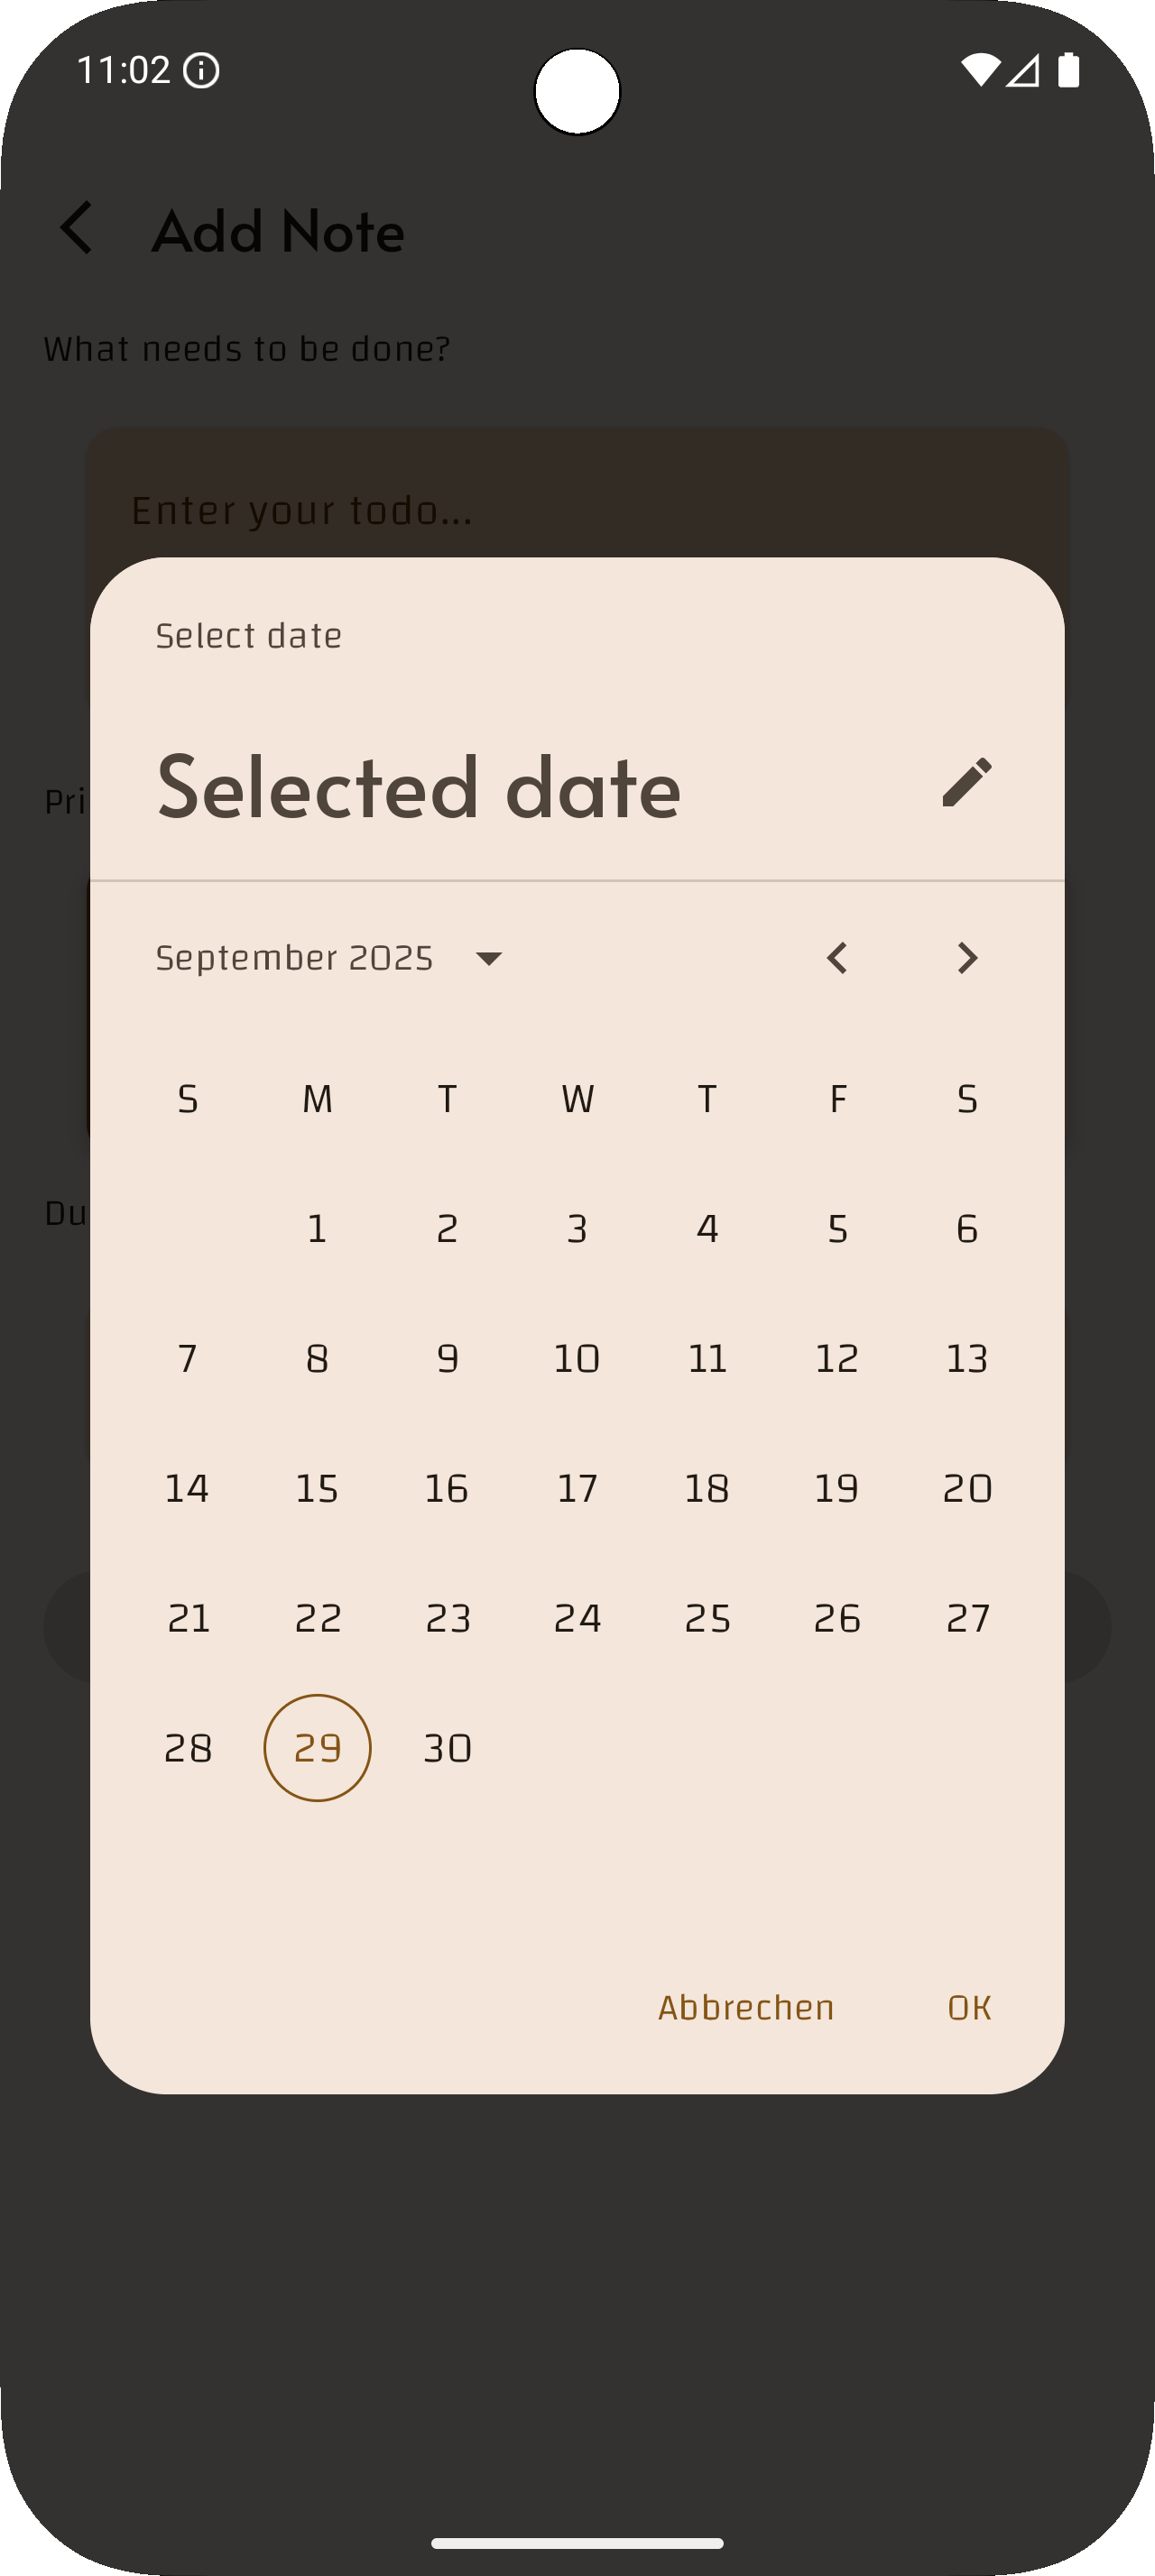 11:02
Add Note
What needs to be done?
Enter your todo...
Select date
Selected date
Pri
September 2025
S M T W T F S
1 2 3 4 5 6
Du
7 8 9 10 11 12 13
14 15 16 17 18 19 20
21 22 23 24 25 26 27
28 29 30
Abbrechen OK